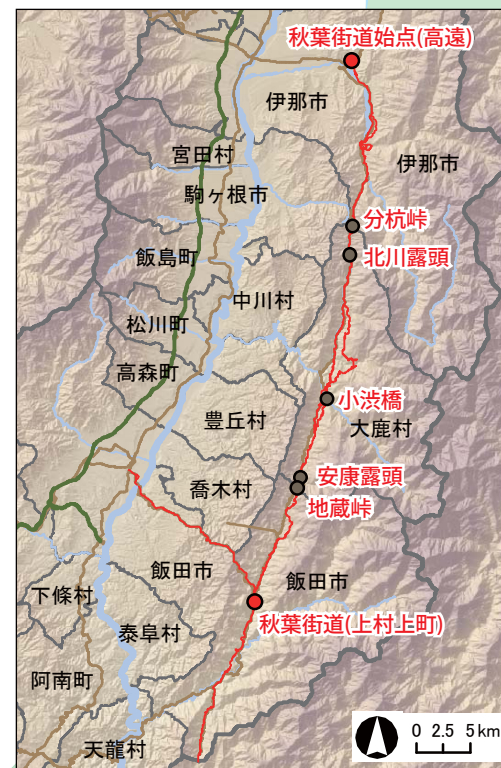 秋葉街道始点(高遠)
伊那市
伊那市
宮田村
駒ヶ根市
分杭峠
飯島町
北川露頭
中川村
松川町
高森町
小渋橋
豊丘村
大鹿村
安康露頭
喬木村
地蔵峠
飯田市
飯田市
下條村
秋葉街道(上村上町)
泰阜村
阿南町
天龍村
0 2.5 5 km